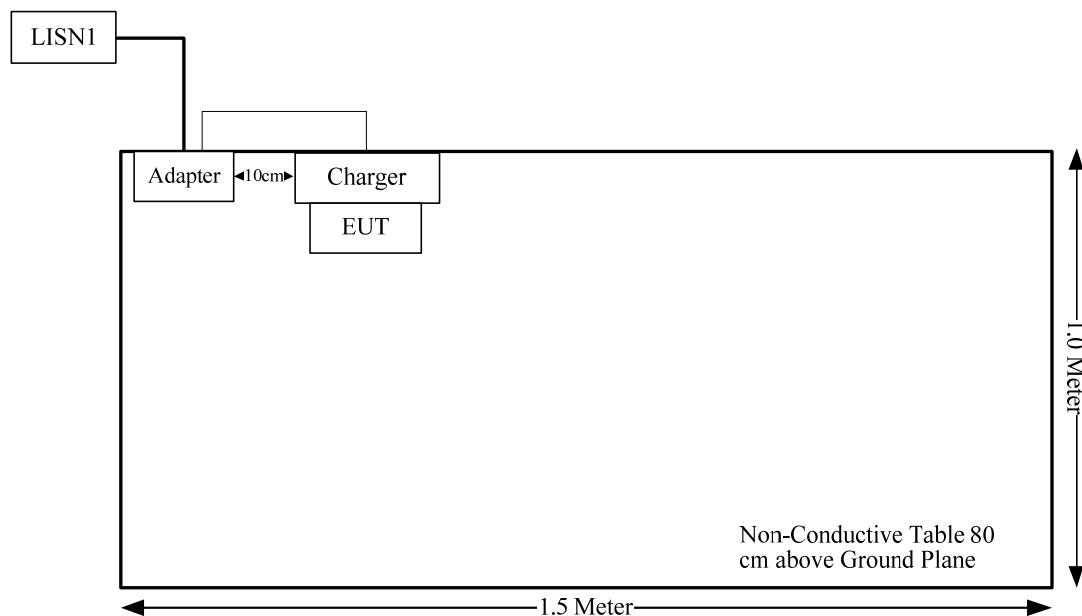 LISN1
Adapter
10cm
Charger
EUT
1.0 Meter
Non-Conductive Table 80
cm above Ground Plane
1.5 Meter